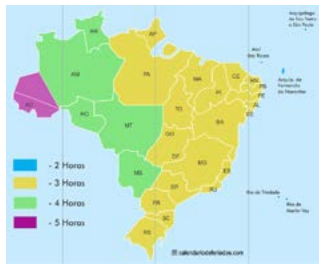 Arquipélago
de São Pedro
e São Paulo
Atol
das Rocas
Arquip. de
Fernando de
Noronha
RR
AP
AM
PA
MA
CE
RN
PB
PE
AL
SE
PI
AC
RO
TO
BA
MT
GO
DF
MG
ES
MS
SP
RJ
PR
SC
RS
Ilha da Trindade
Ilha de
Martin Vaz
- 2 Horas
- 3 Horas
- 4 Horas
- 5 Horas
calendariodeferiados.com